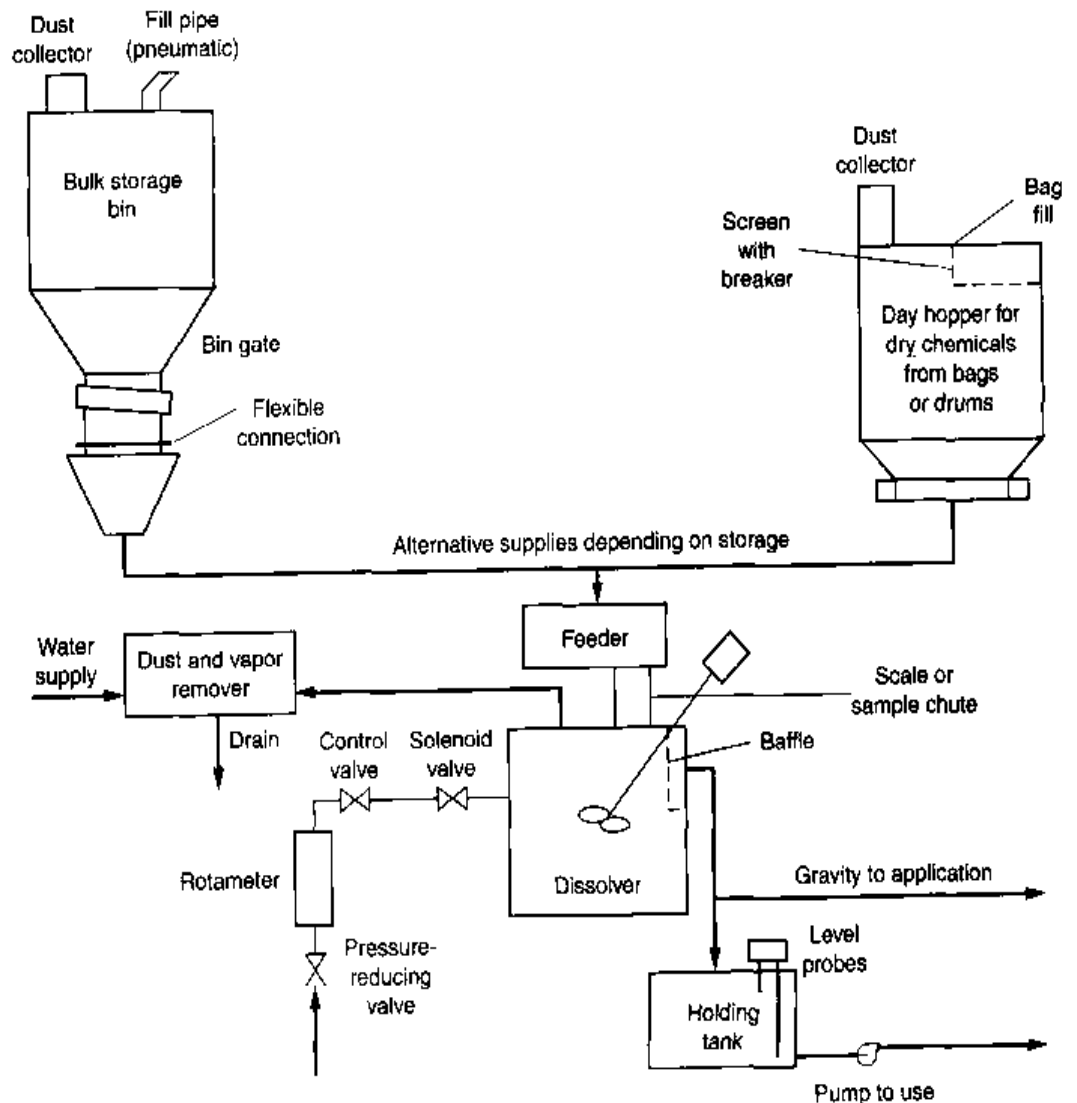 Dust
collector
Fill pipe
(pneumatic)
Bulk storage
bin
Bin gate
Flexible
connection
Dust
collector
Bag
fill
Screen
with
breaker
Day hopper for
dry chemicals
from bags
or drums
Alternative supplies depending on storage
Feeder
Water
supply
Dust and vapor
remover
Drain
Scale or
sample chute
Baffle
Control
valve
Solenoid
valve
Rotameter
Dissolver
Pressure-
reducing
valve
Gravity to application
Level
probes
Holding
tank
Pump to use